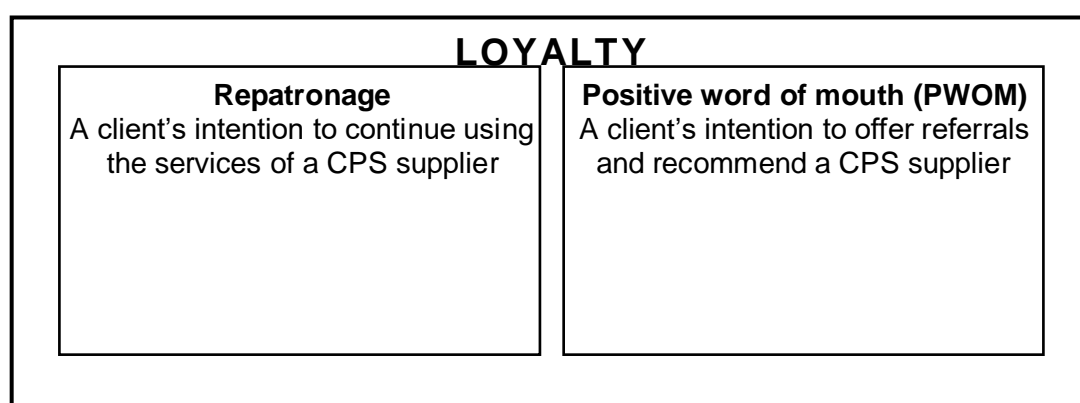 LOYALTY
Repatronage
A client's intention to continue using
the services of a CPS supplier
Positive word of mouth (PWOM)
A client's intention to offer referrals
and recommend a CPS supplier